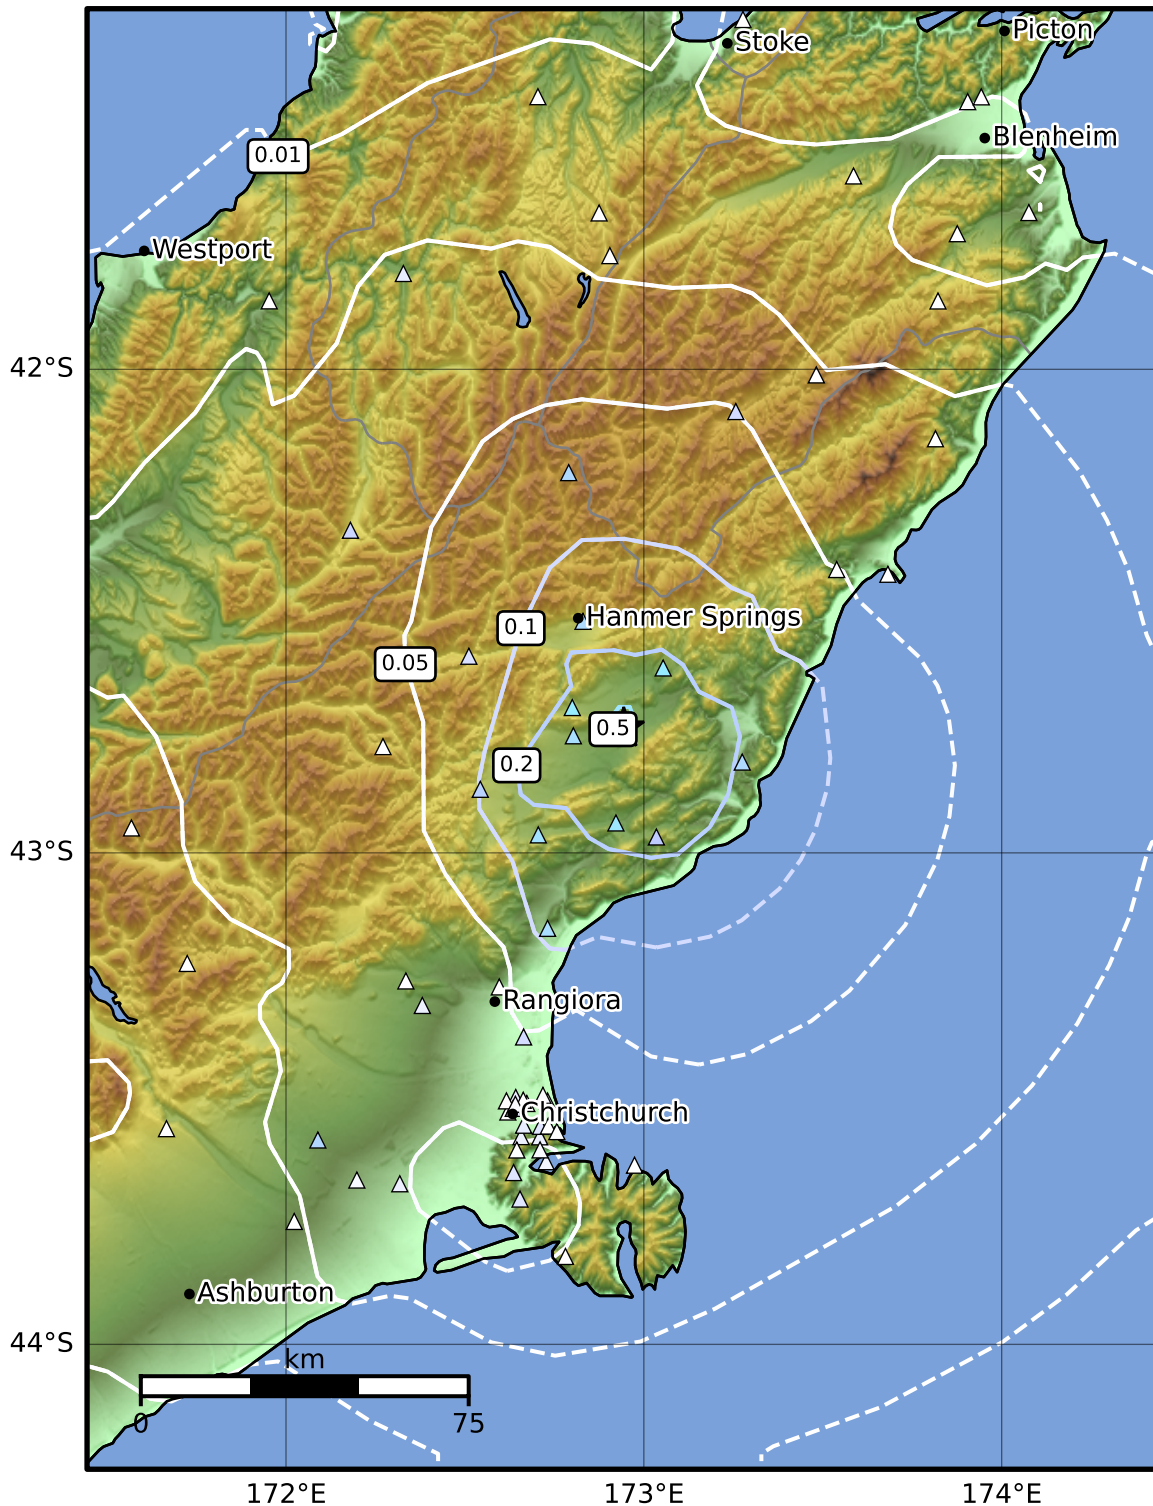 Stoke
Picton
Blenheim
0.01
Westport
42°S
Hanmer Springs
0.1
0.05
0.5
0.2
43°S
Rangiora
Christchurch
Ashburton
44°S
km
0 75
172°E 173°E 174°E